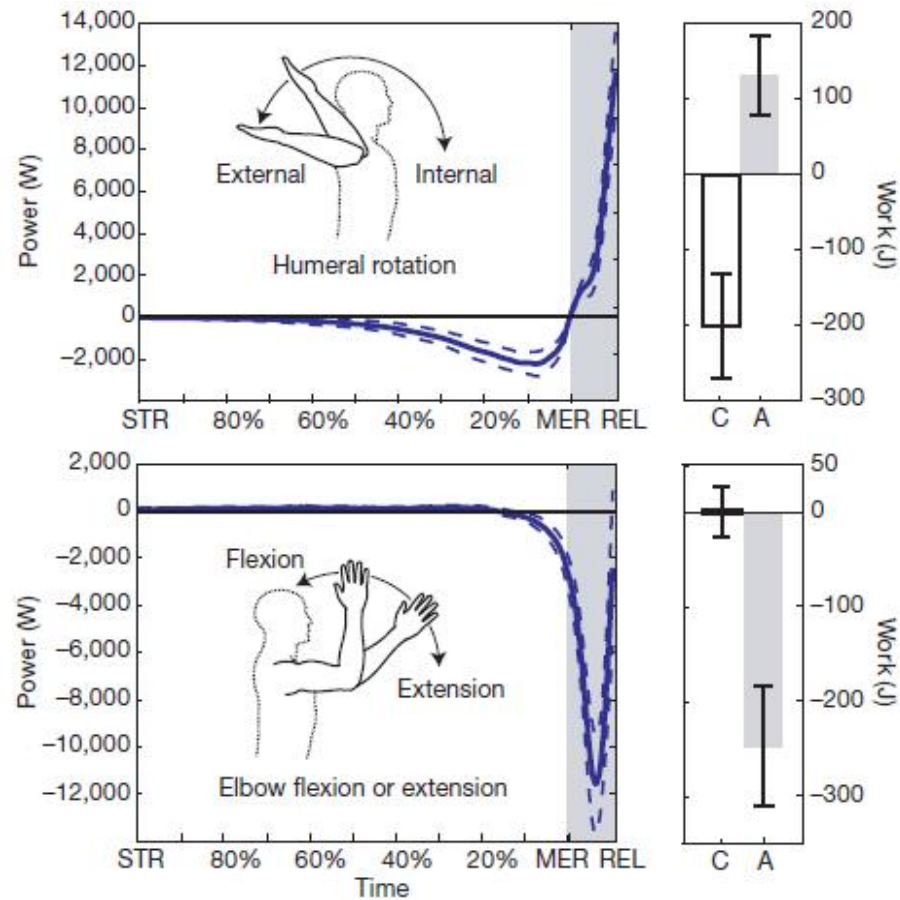 14,000
12,000
10,000
8,000
6,000
4,000
2,000
0
−2,000
Power (W)
External
Internal
Humeral rotation
STR 80% 60% 40% 20% MER REL
200
100
0
−100
−200
−300
Work (J)
C A
2,000
0
−2,000
−4,000
−6,000
−8,000
−10,000
−12,000
Power (W)
Flexion
Extension
Elbow flexion or extension
STR 80% 60% 40% 20% MER REL
Time
50
0
−100
−200
−300
Work (J)
C A